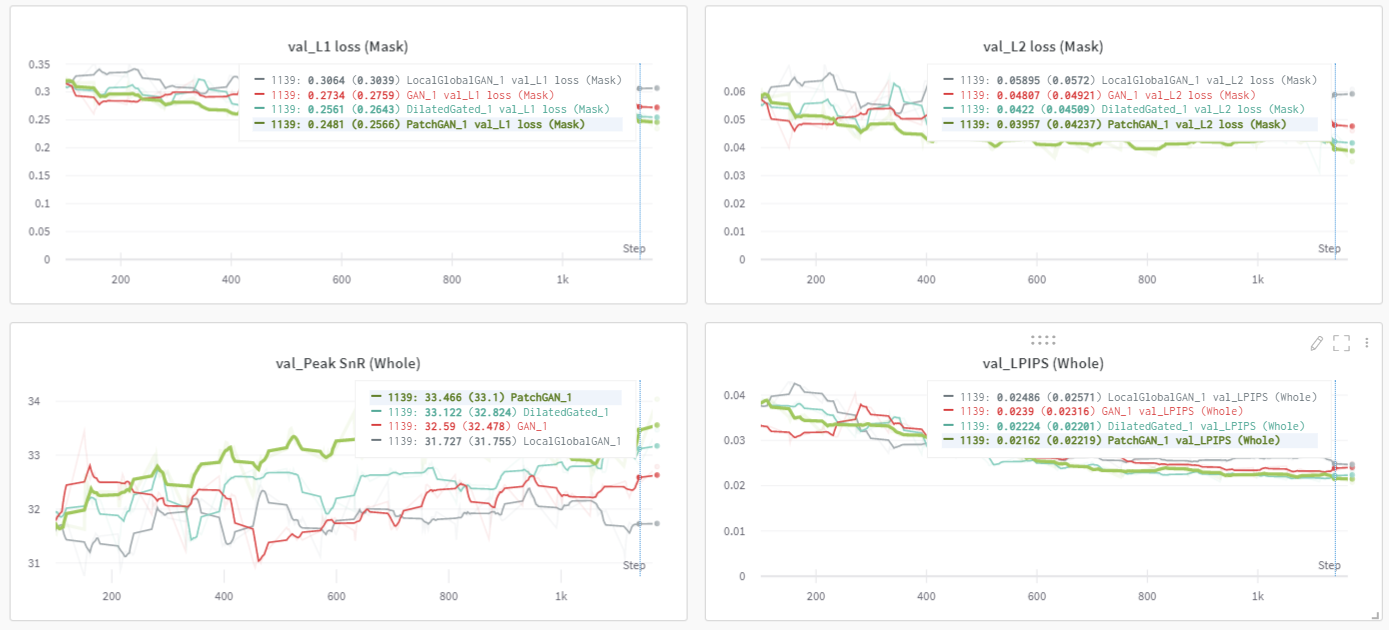 val_L1 loss (Mask)
0.35
0.3
0.25
0.2
0.15
0.1
0.05
0
200
400
600
800
1k
Step
1139: 0.3064 (0.3039) LocalGlobalGAN_1 val_L1 loss (Mask)
1139: 0.2734 (0.2759) GAN_1 val_L1 loss (Mask)
1139: 0.2561 (0.2643) DilatedGated_1 val_L1 loss (Mask)
1139: 0.2481 (0.2566) PatchGAN_1 val_L1 loss (Mask)
val_L2 loss (Mask)
0.06
0.05
0.04
0.03
0.02
0.01
0
200
400
600
800
1k
Step
1139: 0.05895 (0.0572) LocalGlobalGAN_1 val_L2 loss (Mask)
1139: 0.04807 (0.04921) GAN_1 val_L2 loss (Mask)
1139: 0.0422 (0.04509) DilatedGated_1 val_L2 loss (Mask)
1139: 0.03957 (0.04237) PatchGAN_1 val_L2 loss (Mask)
val_Peak SnR (Whole)
34
33
32
31
200
400
600
800
1k
Step
1139: 33.466 (33.1) PatchGAN_1
1139: 33.122 (32.824) DilatedGated_1
1139: 32.59 (32.478) GAN_1
1139: 31.727 (31.755) LocalGlobalGAN_1
val_LPIPS (Whole)
0.04
0.03
0.02
0.01
0
200
400
600
800
1k
Step
1139: 0.02486 (0.02571) LocalGlobalGAN_1 val_LPIPS (Whole)
1139: 0.0239 (0.02316) GAN_1 val_LPIPS (Whole)
1139: 0.02224 (0.02201) DilatedGated_1 val_LPIPS (Whole)
1139: 0.02162 (0.02219) PatchGAN_1 val_LPIPS (Whole)